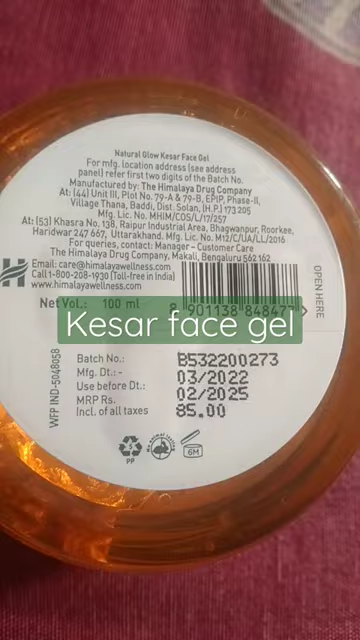 Natural Glow Kesar Face Gel
For mfg. location address (see address
panel) refer first two digits of the Batch No.
Manufactured by: The Himalaya Drug Company
At: (44) Unit III, Plot No. 79-A & 79-B, EPIP, Phase-II,
Village Thana, Baddi, Dist. Solan, (H.P.) 173 205
Mfg. Lic. No. MHiM/COS/L/17/257
At: (53) Khasra No. 138, Raipur Industrial Area, Bhagwanpur, Roorkee,
Haridwar 247 667, Uttarakhand. Mfg. Lic. No. M12/C/UA/LL/2016
For queries, contact: Manager - Customer Care
The Himalaya Drug Company, Makali, Bengaluru 562 162
Email: care@himalayawellness.com
Call 1-800-208-1930 (Toll-free in India)
www.himalayawellness.com
OPEN HERE
Net Vol.: 100 ml
8 901138 848477
Kesar face gel
WFP IND-5048058
Batch No.: B532200273
Mfg. Dt.: - 03/2022
Use before Dt.: 02/2025
MRP Rs. 85.00
Incl. of all taxes
5
PP
No animal testing
6M